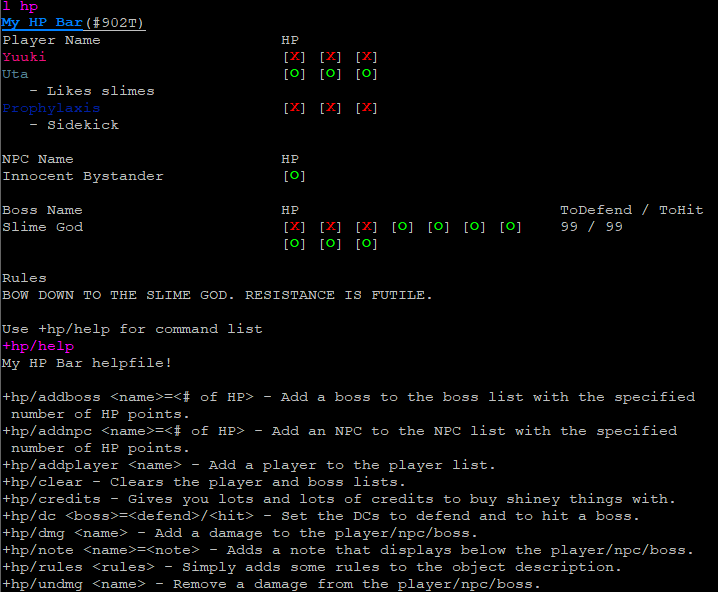 l hp
My HP Bar(#902T)
Player Name HP
Yuuki [X] [X] [X]
Uta [O] [O] [O]
- Likes slimes
Prophylaxis [X] [X] [X]
- Sidekick
NPC Name HP
Innocent Bystander [O]
Boss Name HP ToDefend / ToHit
Slime God [X] [X] [X] [O] [O] [O] [O] 99 / 99
[O] [O] [O]
Rules
BOW DOWN TO THE SLIME GOD. RESISTANCE IS FUTILE.
Use +hp/help for command list
+hp/help
My HP Bar helpfile!
+hp/addboss <name>=<# of HP> - Add a boss to the boss list with the specified
number of HP points.
+hp/addnpc <name>=<# of HP> - Add an NPC to the NPC list with the specified
number of HP points.
+hp/addplayer <name> - Add a player to the player list.
+hp/clear - Clears the player and boss lists.
+hp/credits - Gives you lots and lots of credits to buy shiney things with.
+hp/dc <boss>=<defend>/<hit> - Set the DCs to defend and to hit a boss.
+hp/dmg <name> - Add a damage to the player/npc/boss.
+hp/note <name>=<note> - Adds a note that displays below the player/npc/boss.
+hp/rules <rules> - Simply adds some rules to the object description.
+hp/undmg <name> - Remove a damage from the player/npc/boss.